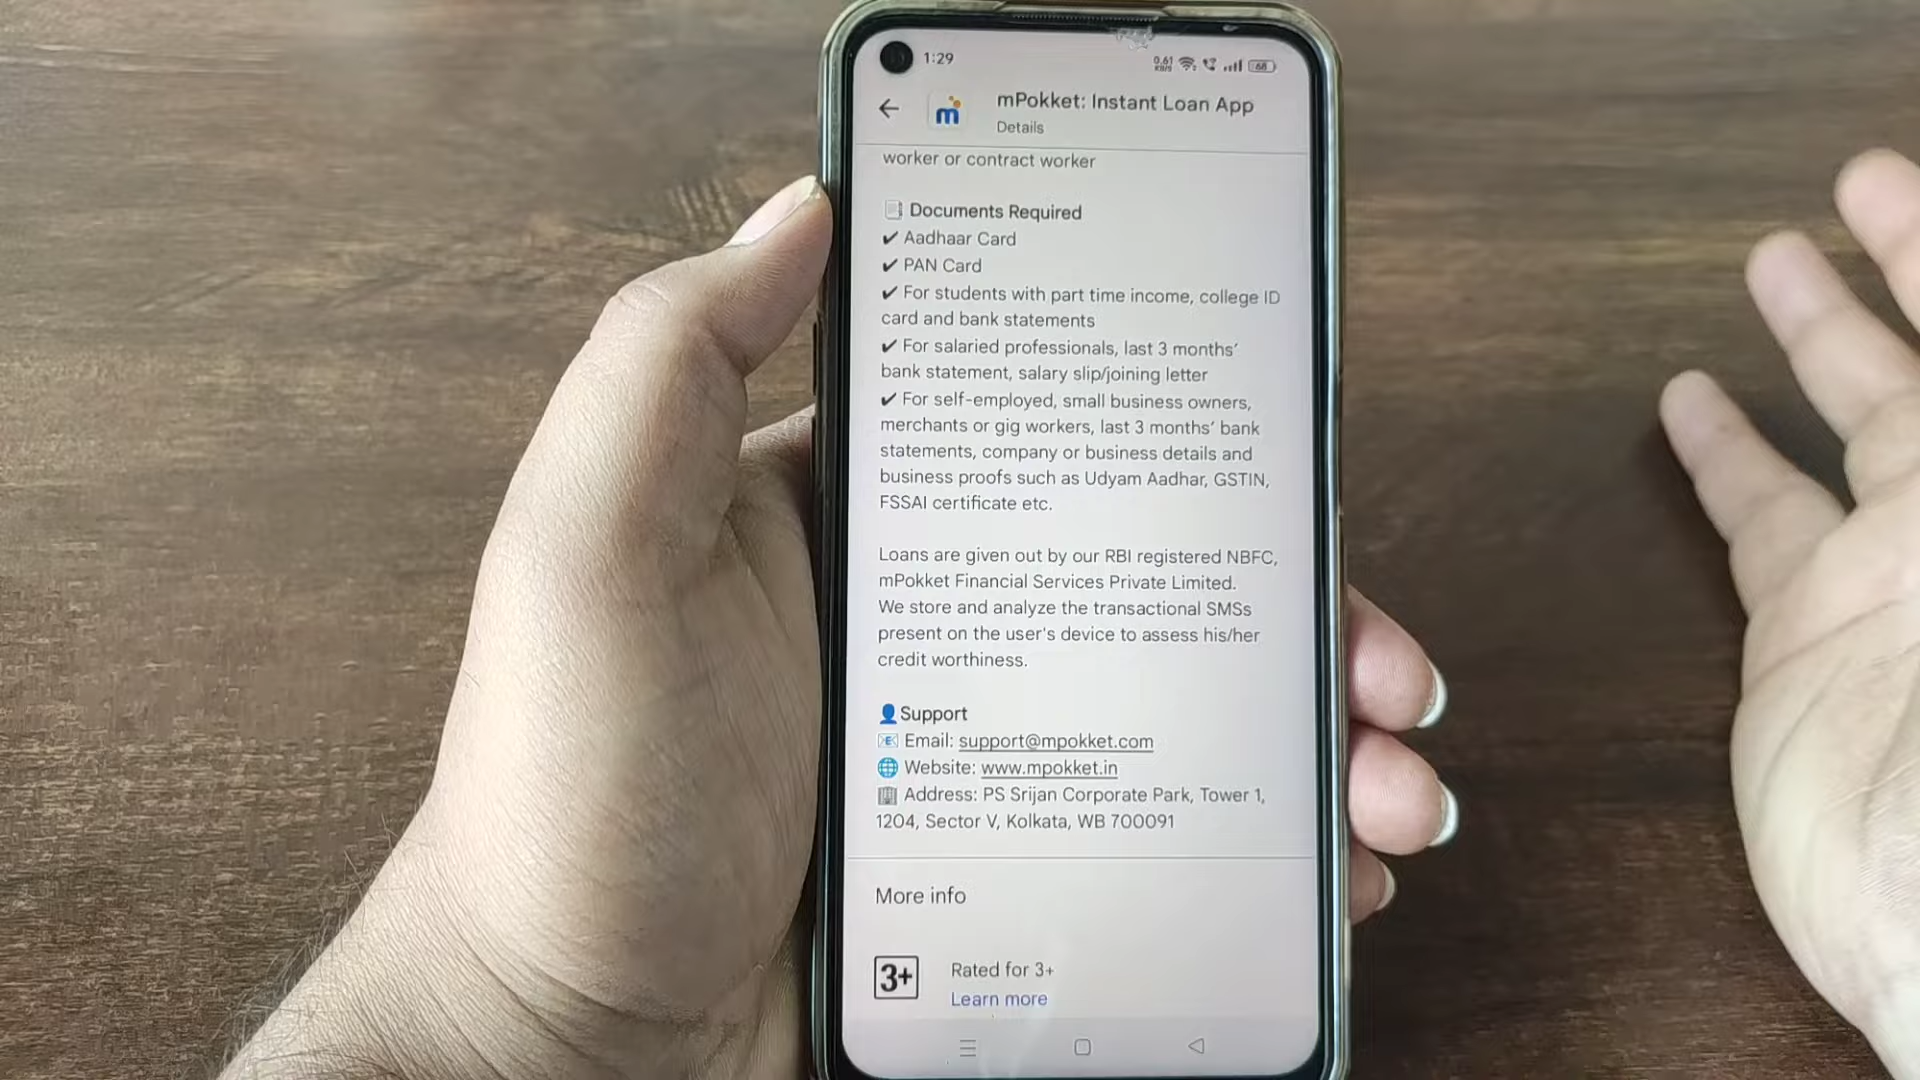 1:29
0.61
KB/S
68
mPokket: Instant Loan App
m
Details
worker or contract worker
Documents Required
✔ Aadhaar Card
✔ PAN Card
✔ For students with part time income, college ID
card and bank statements
✔ For salaried professionals, last 3 months’
bank statement, salary slip/joining letter
✔ For self-employed, small business owners,
merchants or gig workers, last 3 months’ bank
statements, company or business details and
business proofs such as Udyam Aadhar, GSTIN,
FSSAI certificate etc.
Loans are given out by our RBI registered NBFC,
mPokket Financial Services Private Limited.
We store and analyze the transactional SMSs
present on the user's device to assess his/her
credit worthiness.
Support
Email: support@mpokket.com
Website: www.mpokket.in
Address: PS Srijan Corporate Park, Tower 1,
1204, Sector V, Kolkata, WB 700091
More info
3+ Rated for 3+
Learn more